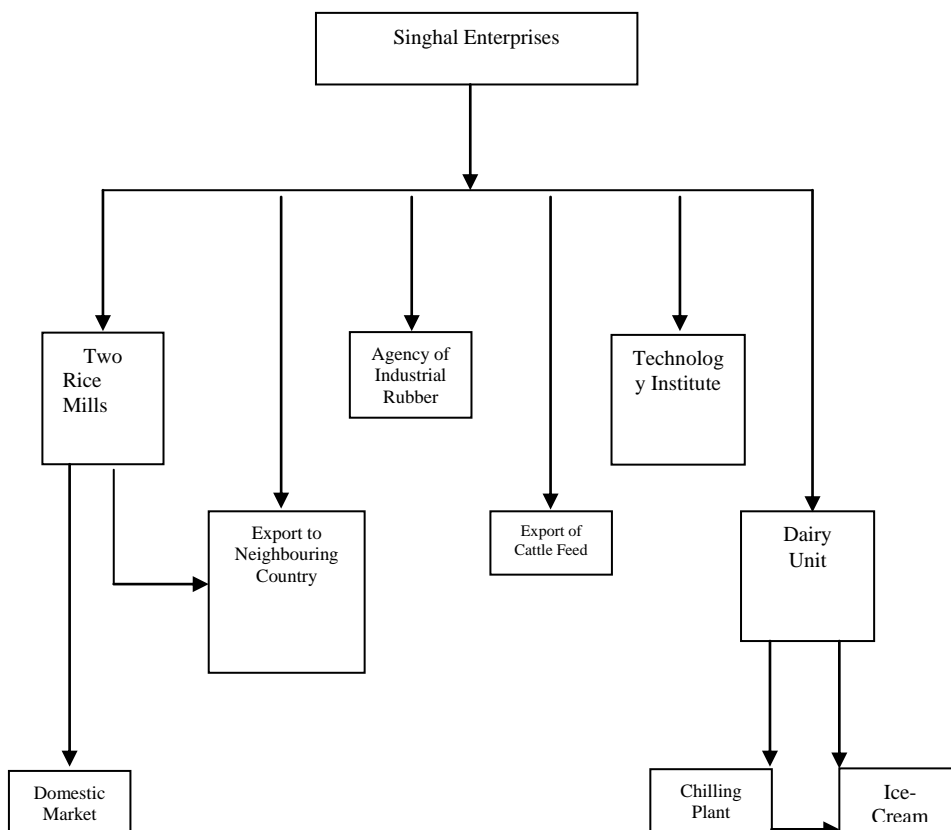 Singhal Enterprises
Two
Rice
Mills
Agency of
Industrial
Rubber
Technolog
y Institute
Export to
Neighbouring
Country
Export of
Cattle Feed
Dairy
Unit
Domestic
Market
Chilling
Plant
Ice-
Cream